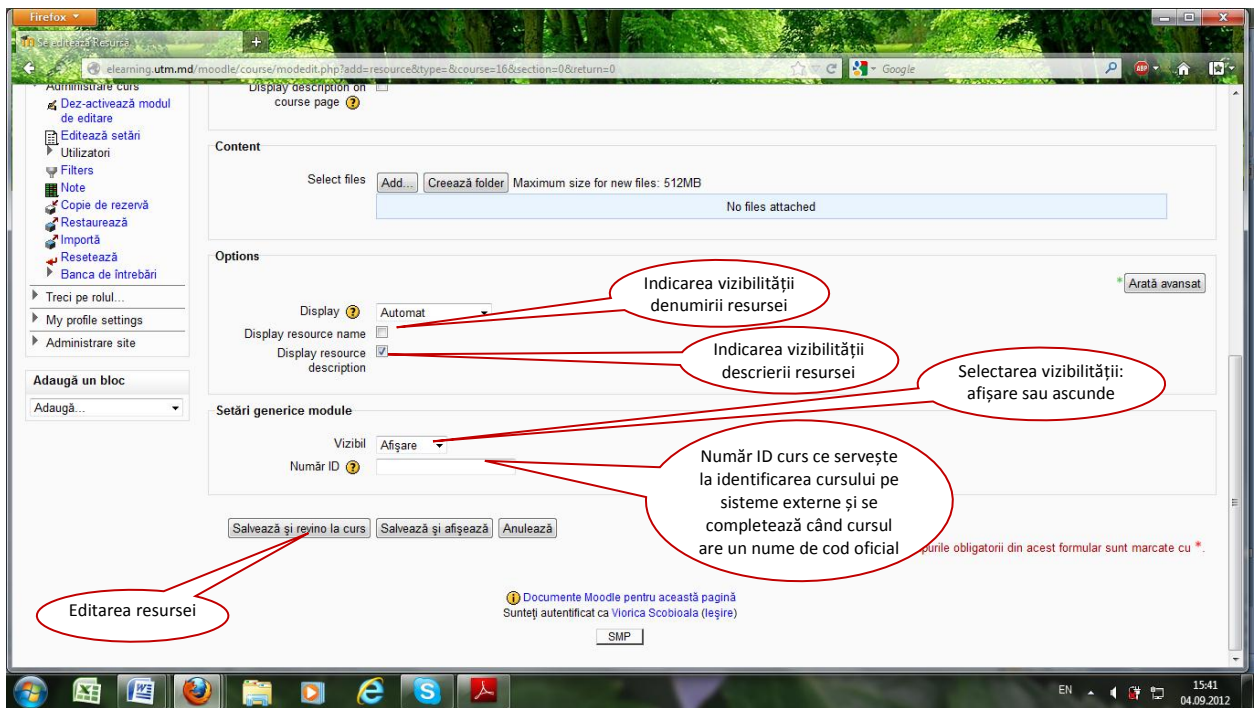 Firefox
Se editează Resursă
elearning.utm.md/moodle/course/modedit.php?add=resource&type=&course=16&section=0&return=0
Google
Administrare curs
Dez-activează modul
de editare
Editează setări
Utilizatori
Filters
Note
Copie de rezervă
Restaurează
Importă
Resetează
Banca de întrebări
Treci pe rolul...
My profile settings
Administrare site
Adaugă un bloc
Adaugă...
Display description on
course page
Content
Select files Add... Creează folder Maximum size for new files: 512MB
No files attached
Options
Indicarea vizibilității
denumirii resursei
* Arată avansat
Display Automat
Display resource name
Display resource
description
Indicarea vizibilității
descrierii resursei
Selectarea vizibilității:
afișare sau ascunde
Setări generice module
Vizibil Afişare
Număr ID
Număr ID curs ce servește
la identificarea cursului pe
sisteme externe și se
completează când cursul
are un nume de cod oficial
Salvează şi revino la curs Salvează şi afişează Anulează
obligatorii din acest formular sunt marcate cu *.
Editarea resursei
Documente Moodle pentru această pagină
Sunteţi autentificat ca Viorica Scobioala (Ieşire)
SMP
EN
15:41
04.09.2012